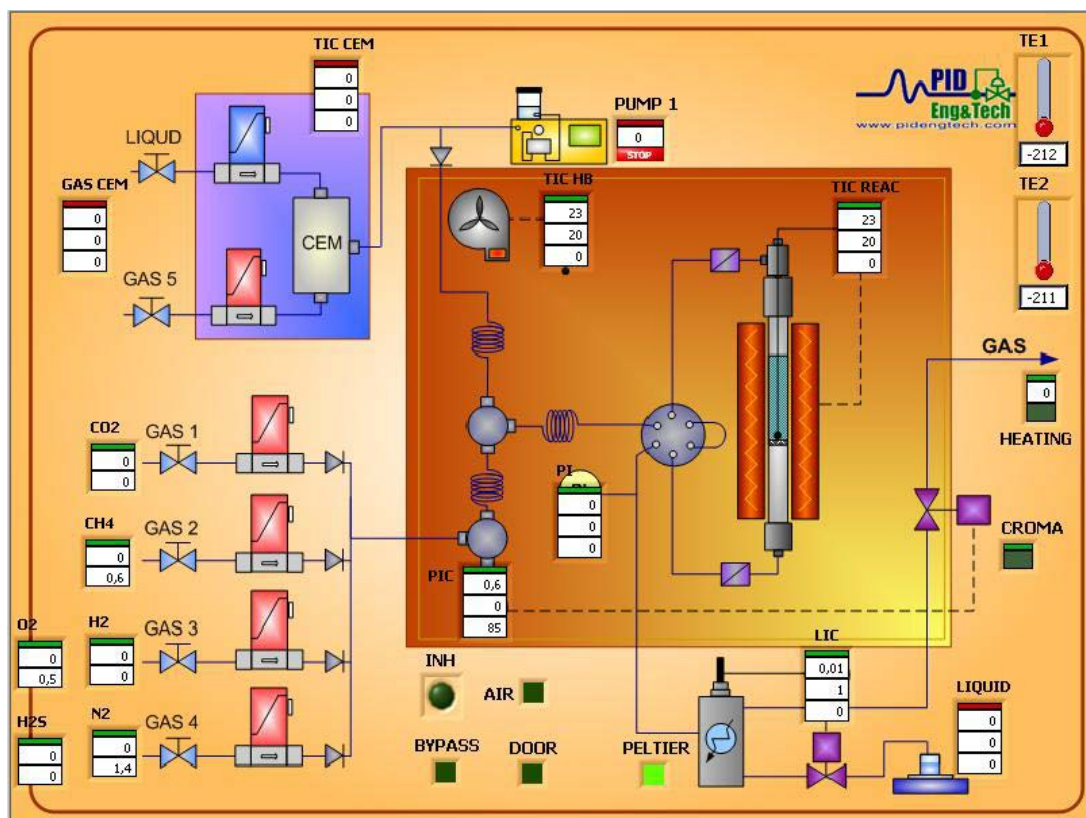 TIC CEM
0
0
0
LIQUD
GAS CEM
0
0
0
GAS 5
CEM
PUMP 1
0
STOP
PID
Eng&Tech
www.pidengtech.com
TE1
-212
TE2
-211
TIC HB
23
20
0
TIC REAC
23
20
0
GAS
0
HEATING
CO2
0
0
GAS 1
CH4
0
0,6
GAS 2
O2
0
0,5
H2
0
0
GAS 3
H2S
0
0
N2
0
1,4
GAS 4
PI
0
0
0
PIC
0,6
0
85
CROMA
INH
AIR
BYPASS
DOOR
PELTIER
LIC
0,01
1
0
LIQUID
0
0
0